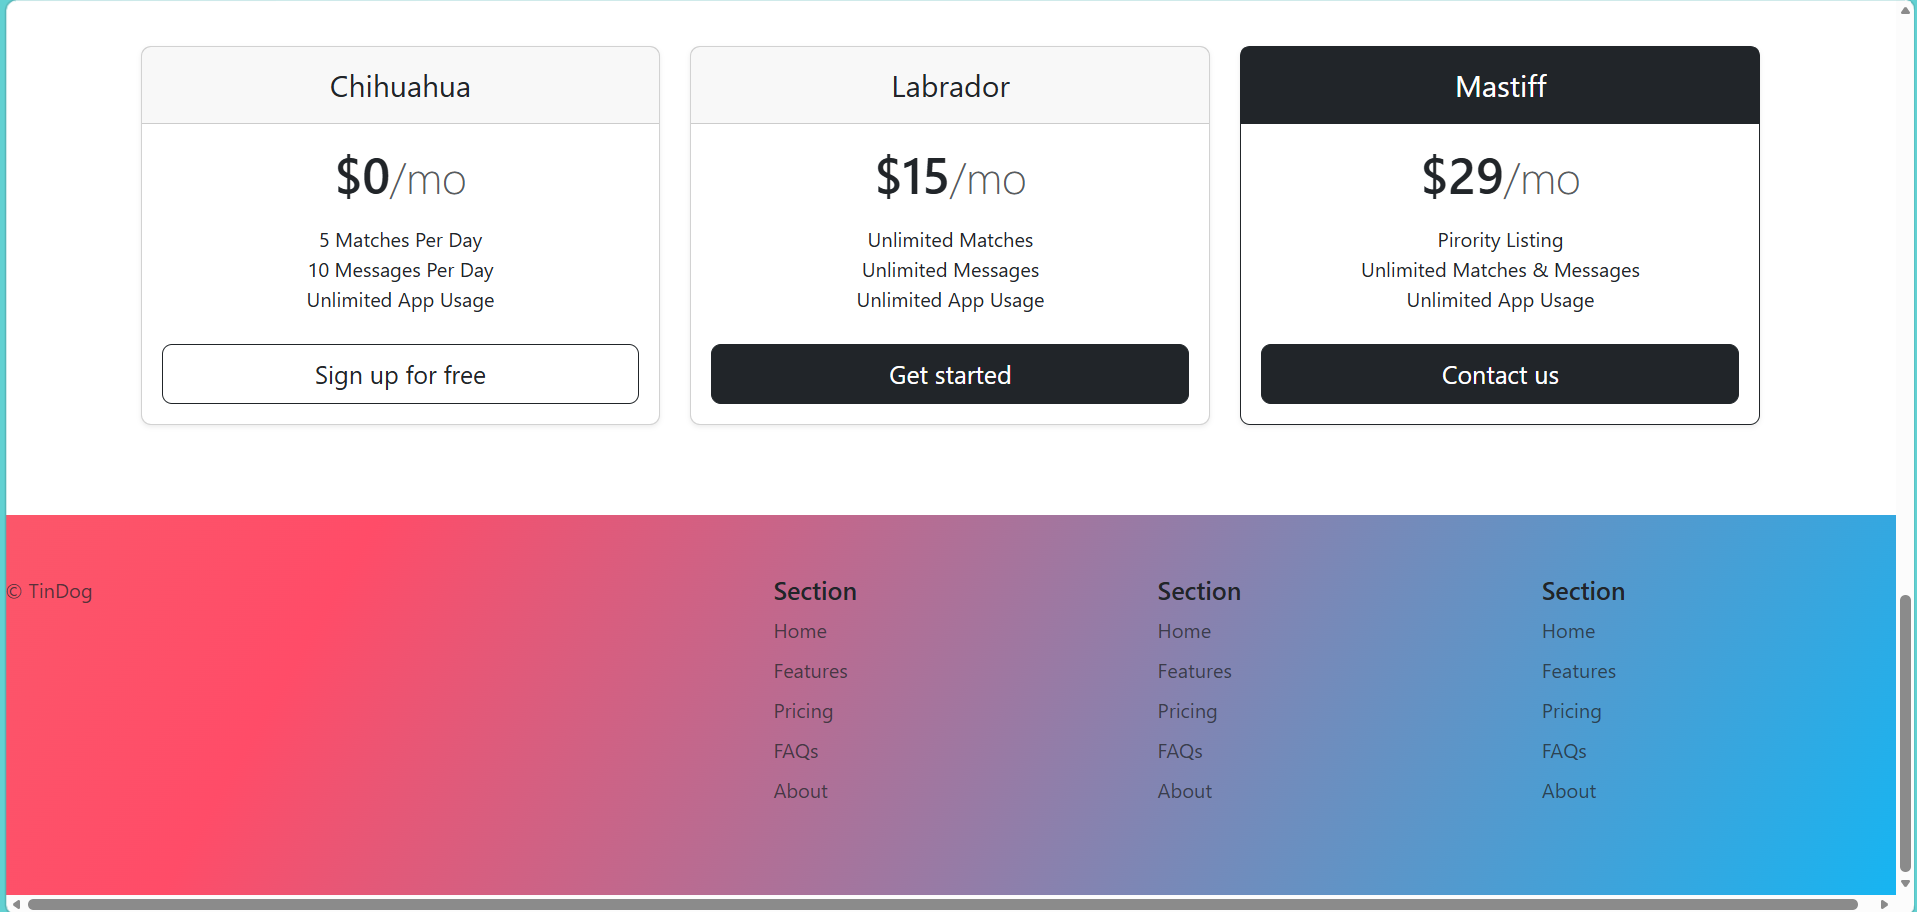 Chihuahua
$0/mo
5 Matches Per Day
10 Messages Per Day
Unlimited App Usage
Sign up for free
Labrador
$15/mo
Unlimited Matches
Unlimited Messages
Unlimited App Usage
Get started
Mastiff
$29/mo
Pirority Listing
Unlimited Matches & Messages
Unlimited App Usage
Contact us
© TinDog
Section
Home
Features
Pricing
FAQs
About
Section
Home
Features
Pricing
FAQs
About
Section
Home
Features
Pricing
FAQs
About